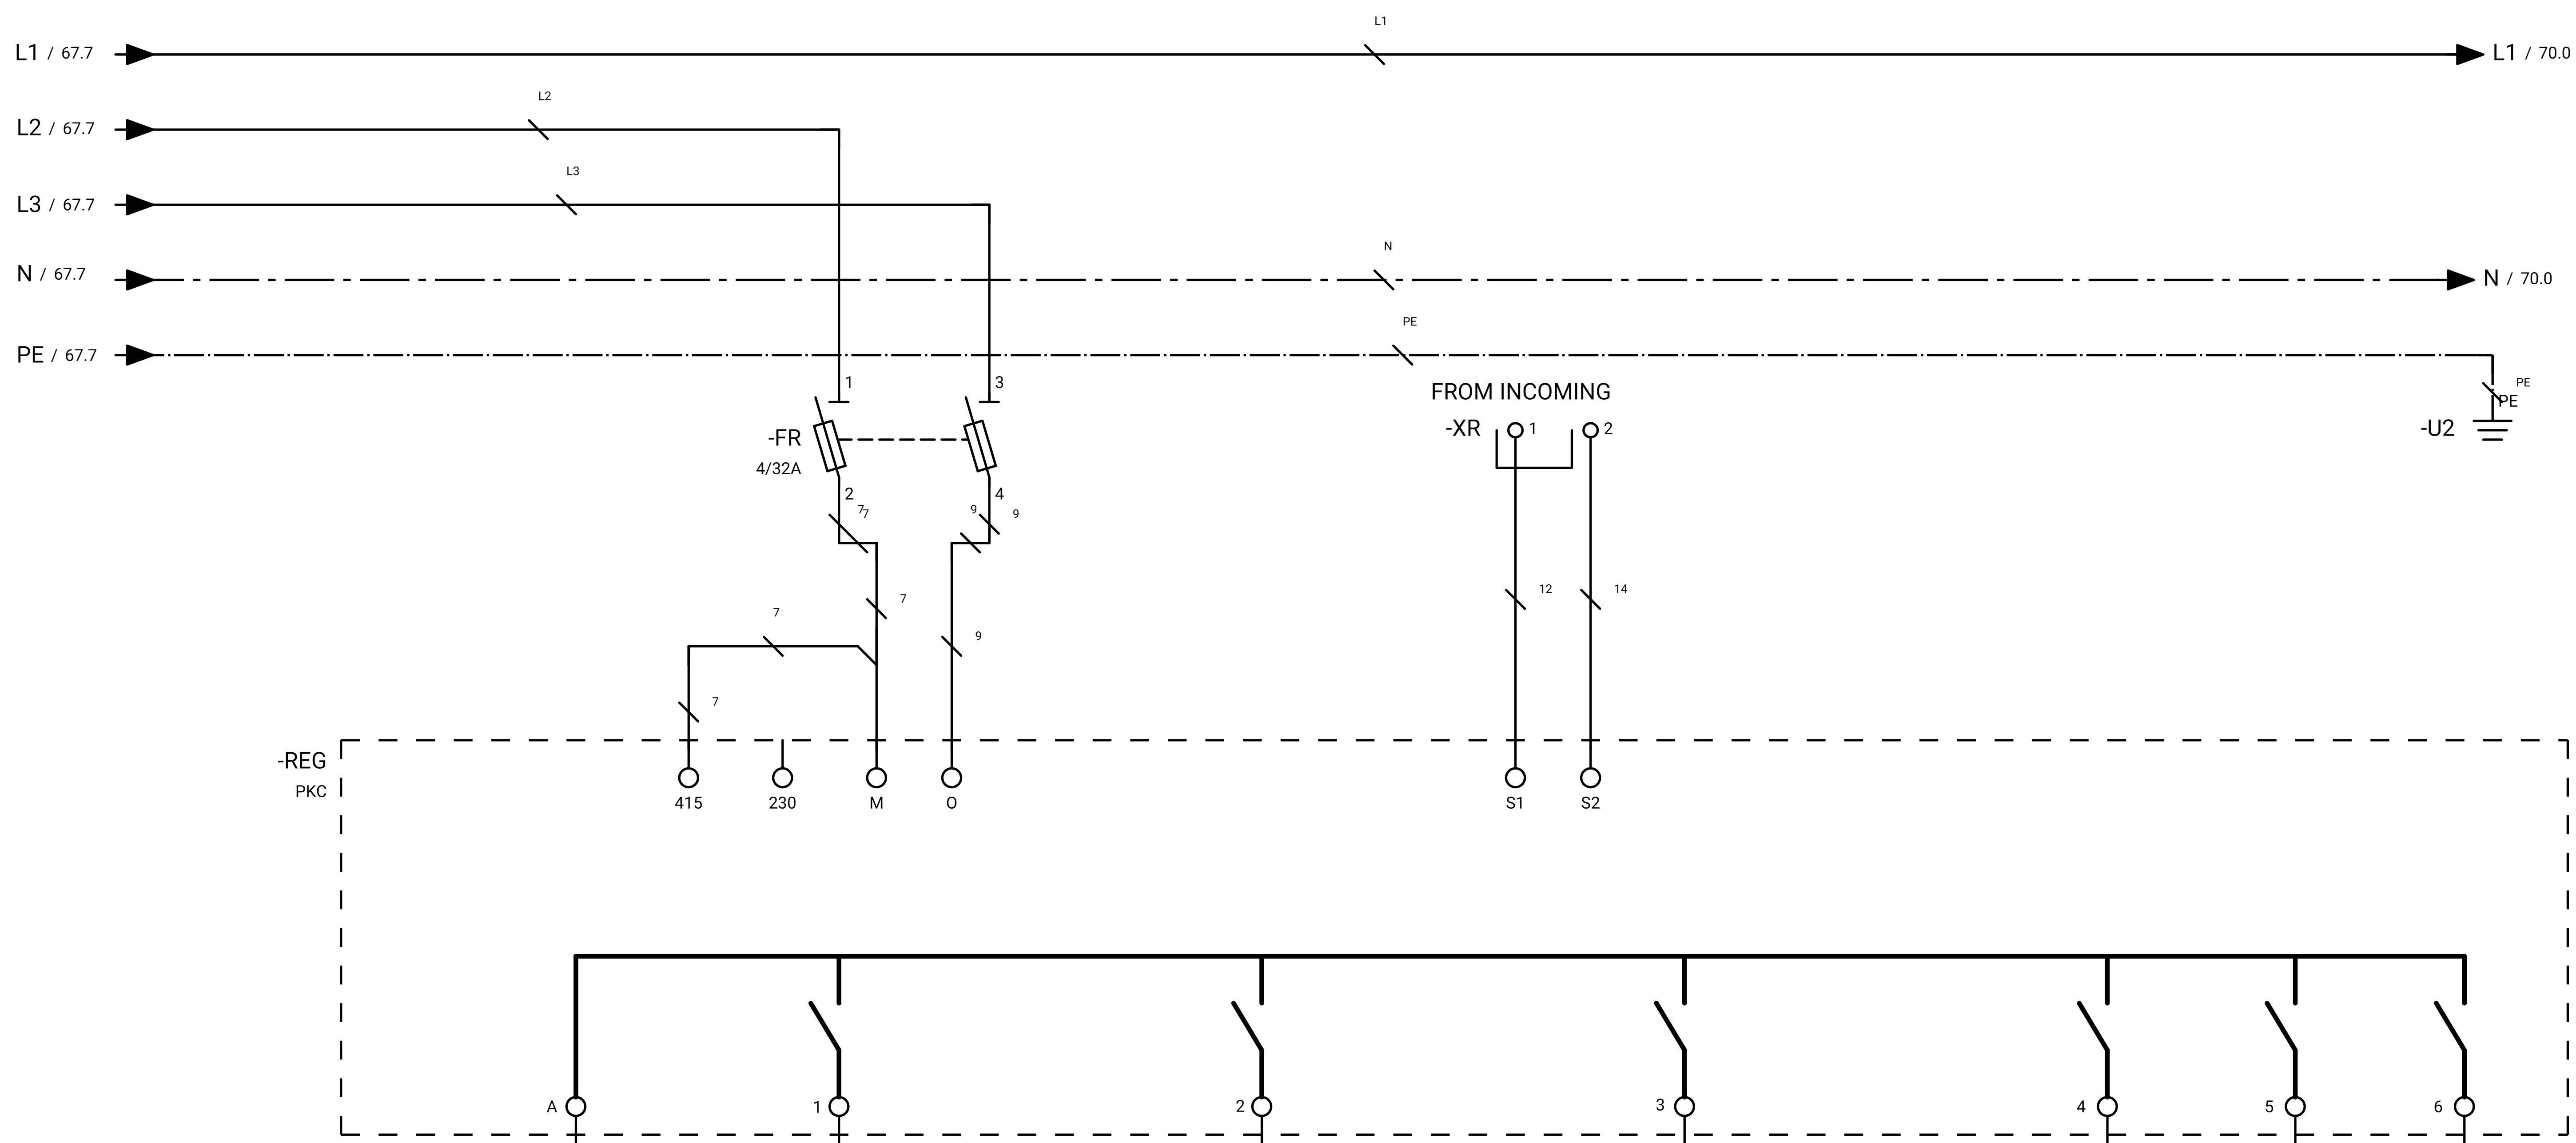 L1
L1 / 67.7
L1 / 70.0
L2
L2 / 67.7
L3
L3 / 67.7
N
N / 67.7
N / 70.0
PE
PE / 67.7
1
3
FROM INCOMING
PE
PE
-XR
1
2
-U2
-FR
4/32A
2
4
7
7
9
9
12
14
7
7
9
7
-REG
PKC
415
230
M
O
S1
S2
A
1
2
3
4
5
6